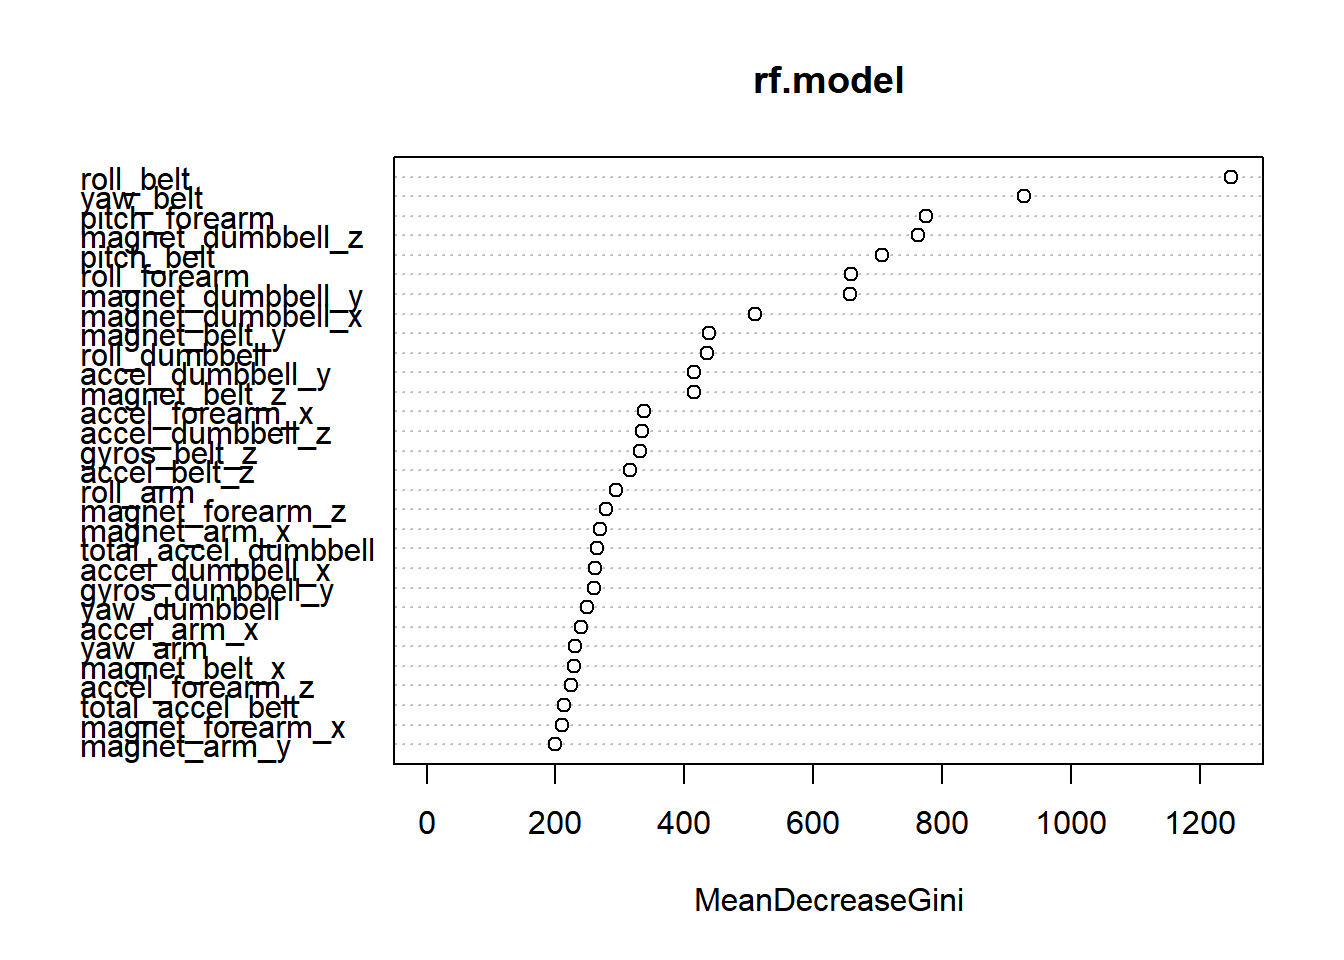 rf.model
roll_belt
yaw_belt
pitch_forearm
magnet_dumbbell_z
pitch_belt
roll_forearm
magnet_dumbbell_y
magnet_dumbbell_x
magnet_belt_y
roll_dumbbell
accel_dumbbell_y
magnet_belt_z
accel_forearm_x
accel_dumbbell_z
gyros_belt_z
accel_belt_z
roll_arm
magnet_forearm_z
magnet_arm_x
total_accel_dumbbell
accel_dumbbell_x
gyros_dumbbell_y
yaw_dumbbell
accel_arm_x
yaw_arm
magnet_belt_x
accel_forearm_z
total_accel_belt
magnet_forearm_x
magnet_arm_y
0 200 400 600 800 1000 1200
MeanDecreaseGini